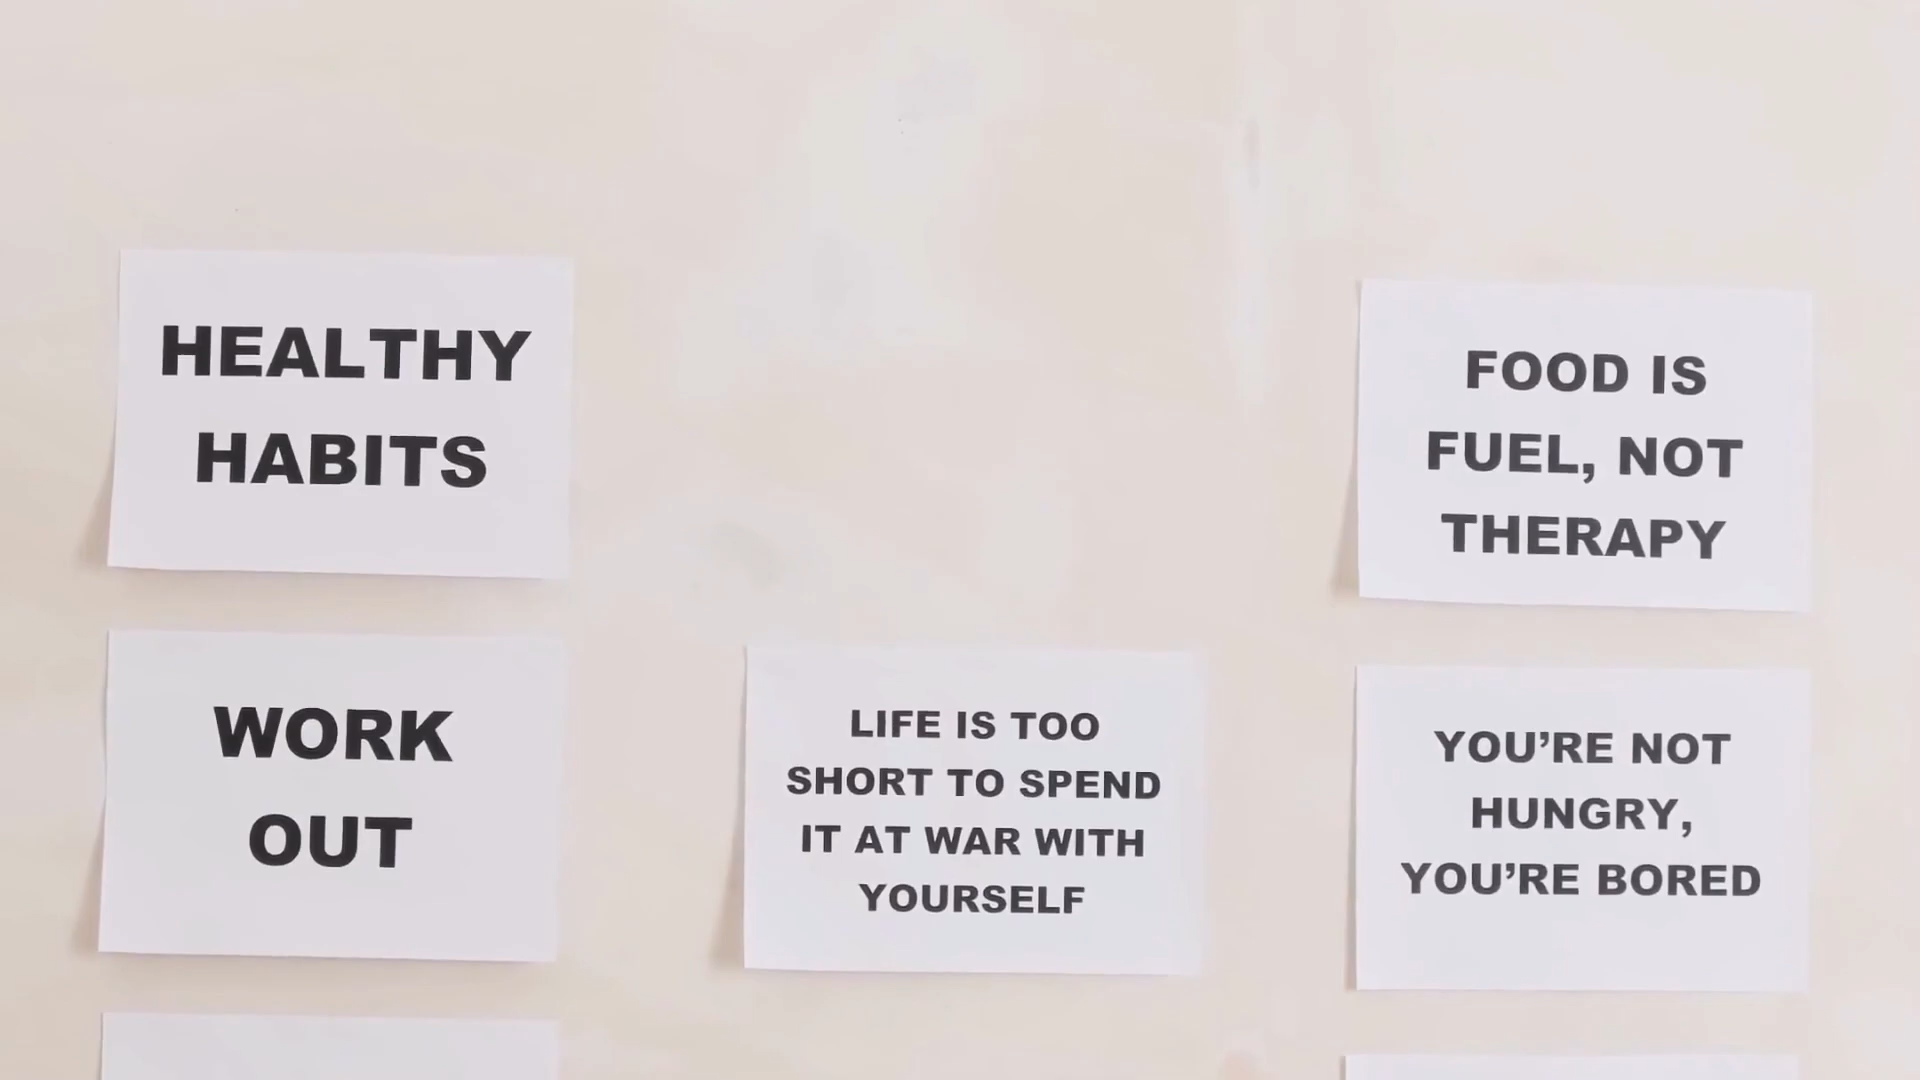 HEALTHY
HABITS
WORK
OUT
LIFE IS TOO
SHORT TO SPEND
IT AT WAR WITH
YOURSELF
FOOD IS
FUEL, NOT
THERAPY
YOU’RE NOT
HUNGRY,
YOU’RE BORED